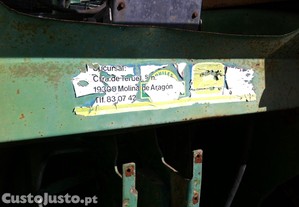 Sucursal:
Ctra de Teruel, s/n.
19300 Molina de Aragón
Tlf. 83 07 42
CustoJusto.pt